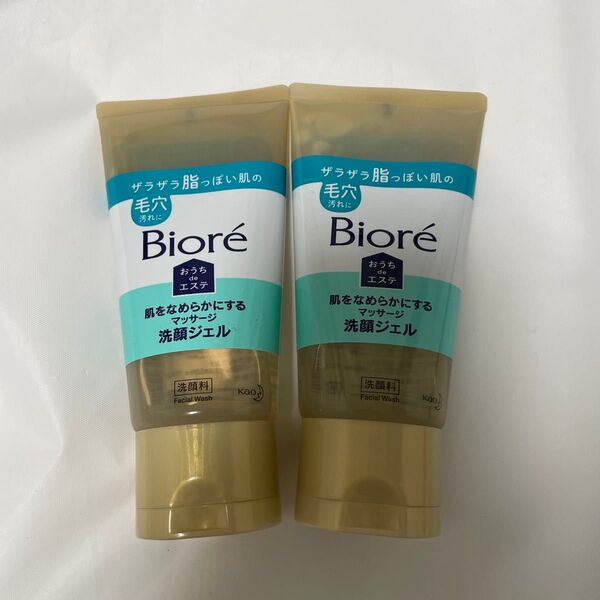 ザラザラ脂っぽい肌の
毛穴
汚れに
Bioré
おうち
de
エステ
肌をなめらかにする
マッサージ
洗顔ジェル
洗顔料
Facial Wash
Kao
ザラザラ脂っぽい肌の
毛穴
汚れに
Bioré
おうち
de
エステ
肌をなめらかにする
マッサージ
洗顔ジェル
洗顔料
Facial Wash
Kao